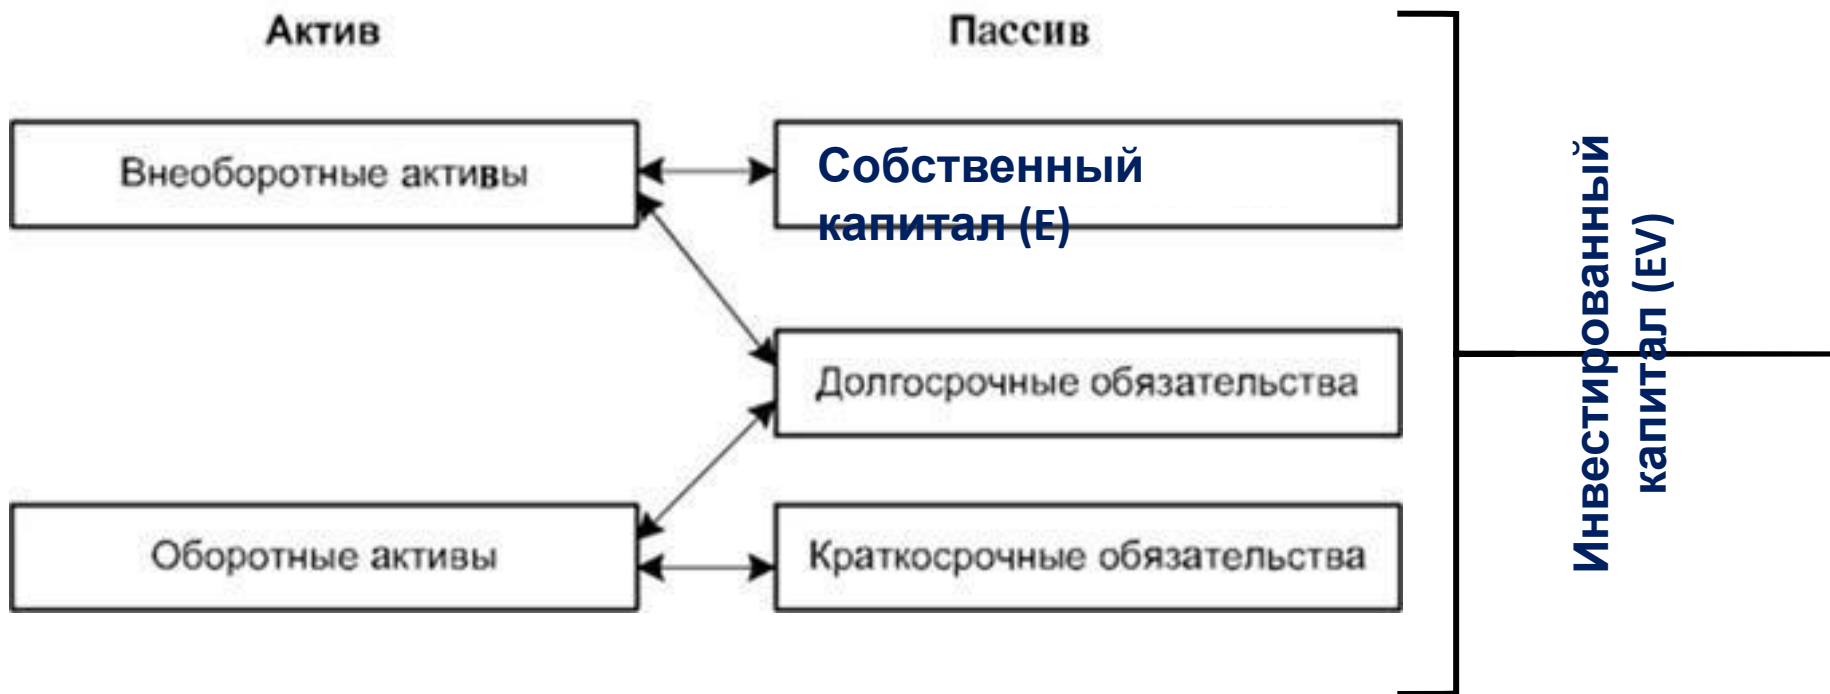 Актив
Пассив
Внеоборотные активы
Собственный
капитал (E)
Долгосрочные обязательства
Оборотные активы
Краткосрочные обязательства
Инвестированный
капитал (EV)